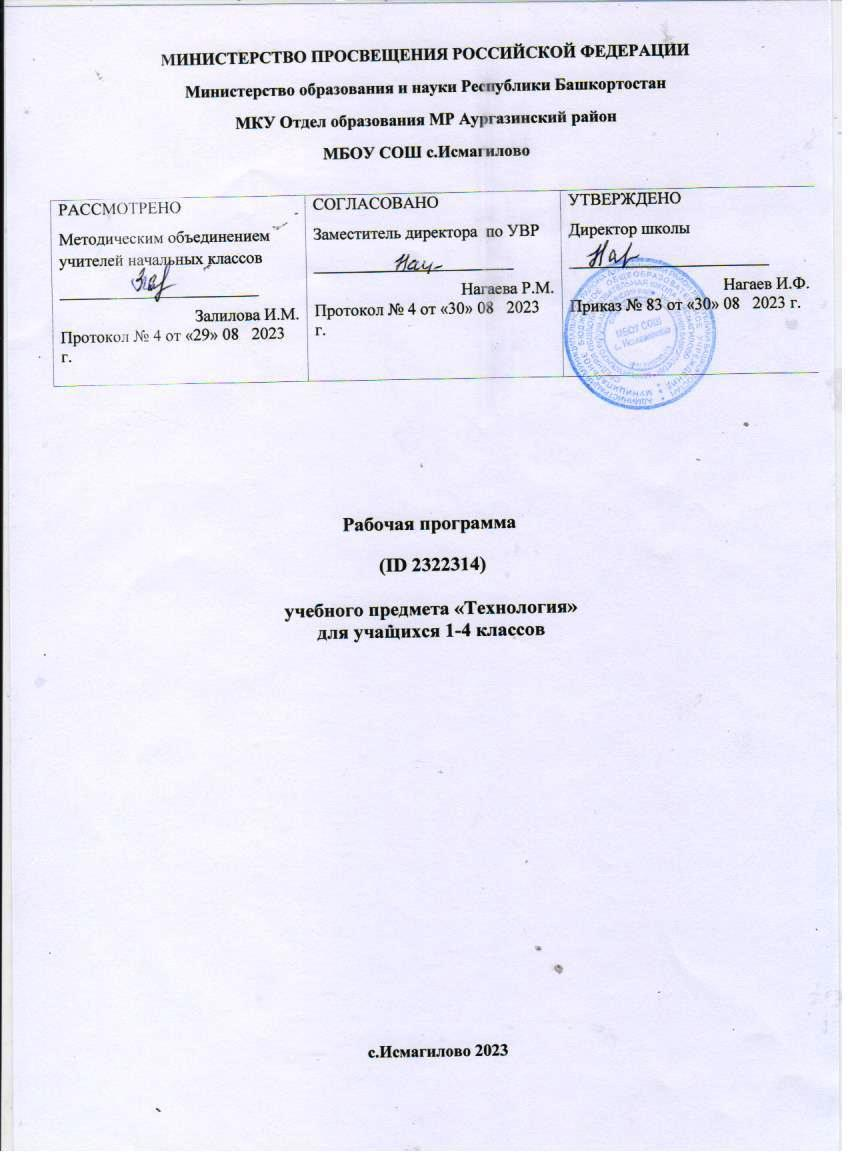 МИНИСТЕРСТВО ПРОСВЕЩЕНИЯ РОССИЙСКОЙ ФЕДЕРАЦИИ
Министерство образования и науки Республики Башкортостан
МКУ Отдел образования МР Аургазинский район
МБОУ СОШ с.Исмагилово
РАССМОТРЕНО
Методическим объединением
учителей начальных классов
Залилова И.М.
Протокол № 4 от «29» 08 2023
г.
СОГЛАСОВАНО
Заместитель директора по УВР
Нагаева Р.М.
Протокол № 4 от «30» 08 2023
г.
УТВЕРЖДЕНО
Директор школы
Нагаев И.Ф.
Приказ № 83 от «30» 08 2023 г.
МБОУ СОШ
с. Исмагилово
Рабочая программа
(ID 2322314)
учебного предмета «Технология»
для учащихся 1-4 классов
с.Исмагилово 2023